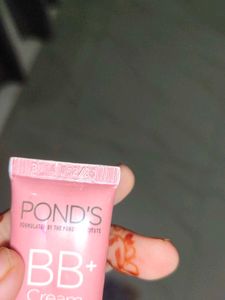 POND'S
FORMULATED BY THE POND'S INSTITUTE
BB+
Cream